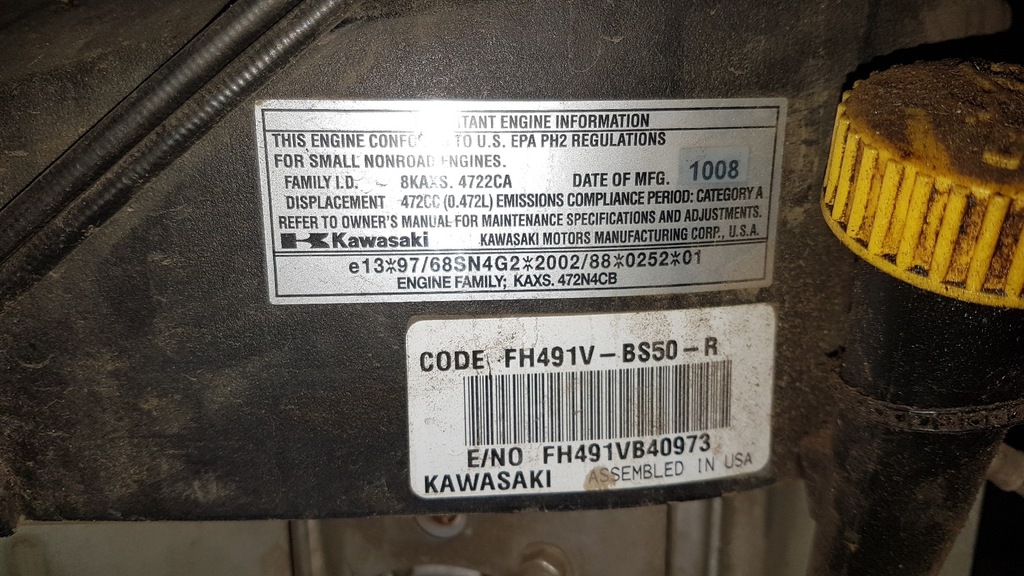 TANT ENGINE INFORMATION
THIS ENGINE CONFO TO U.S. EPA PH2 REGULATIONS
FOR SMALL NONROAD ENGINES.
FAMILY I.D. 8KAXS. 4722CA DATE OF MFG. 1008
DISPLACEMENT 472CC (0.472L) EMISSIONS COMPLIANCE PERIOD: CATEGORY A
REFER TO OWNER'S MANUAL FOR MAINTENANCE SPECIFICATIONS AND ADJUSTMENTS.
Kawasaki KAWASAKI MOTORS MANUFACTURING CORP., U.S.A.
e13*97/68SN4G2*2002/88*0252*01
ENGINE FAMILY; KAXS. 472N4CB
CODE FH491V-BS50-R
E/NO FH491VB40973
KAWASAKI ASSEMBLED IN USA